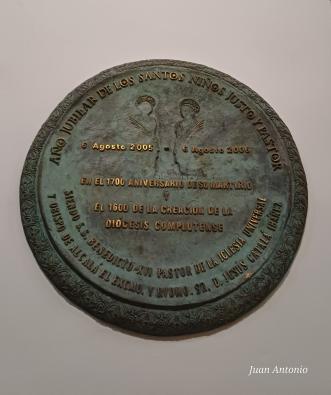 AÑO JUBILAR DE LOS SANTOS NIÑOS JUSTO Y PASTOR
6 Agosto 2005 - 6 Agosto 2006
EN EL 1700 ANIVERSARIO DE SU MARTIRIO Y
EL 1600 DE LA CREACION DE LA
DIOCESIS COMPLUTENSE
SIENDO S.S. BENEDICTO XVI PASTOR DE LA IGLESIA UNIVERSAL
Y OBISPO DE ALCALÁ EL EXCMO. Y RVDMO. SR. D. JESÚS CATALÁ IBÁÑEZ
Juan Antonio